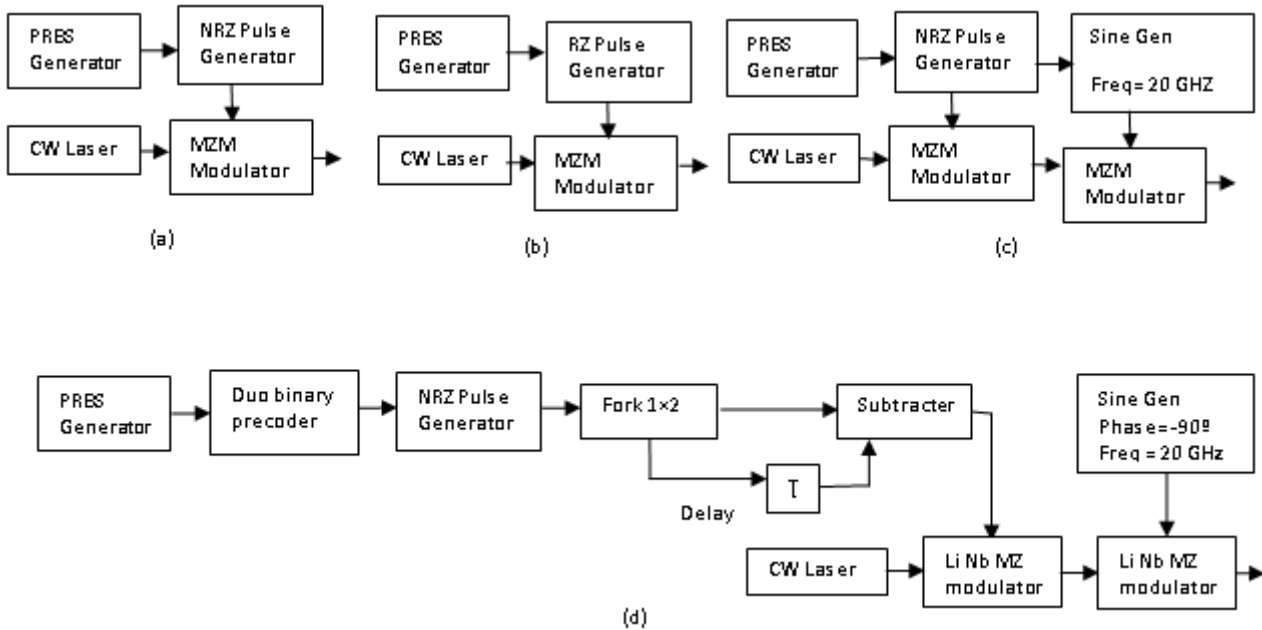 PRBS
Generator
NRZ Pulse
Generator
CW Laser
MZM
Modulator
(a)
PRBS
Generator
RZ Pulse
Generator
CW Laser
MZM
Modulator
(b)
PRBS
Generator
NRZ Pulse
Generator
Sine Gen
Freq= 20 GHZ
CW Laser
MZM
Modulator
MZM
Modulator
(c)
PRBS
Generator
Duo binary
precoder
NRZ Pulse
Generator
Fork 1×2
Subtracter
Sine Gen
Phase=-90º
Freq = 20 GHz
τ
Delay
CW Laser
Li Nb MZ
modulator
Li Nb MZ
modulator
(d)